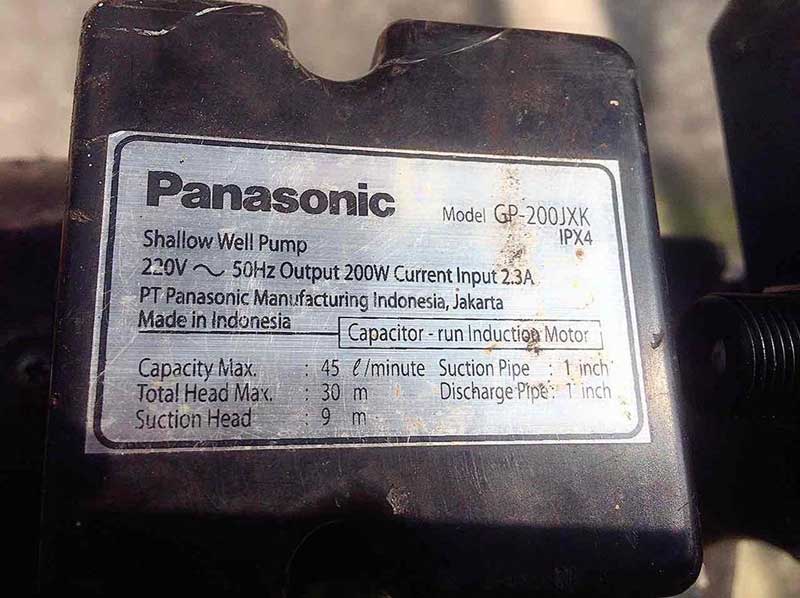 Panasonic
Model GP-200JXK
IPX4
Shallow Well Pump
220V ~ 50Hz Output 200W Current Input 2.3A
PT Panasonic Manufacturing Indonesia, Jakarta
Made in Indonesia
Capacitor - run Induction Motor
Capacity Max. : 45 ℓ/minute Suction Pipe : 1 inch
Total Head Max. : 30 m Discharge Pipe : 1 inch
Suction Head : 9 m